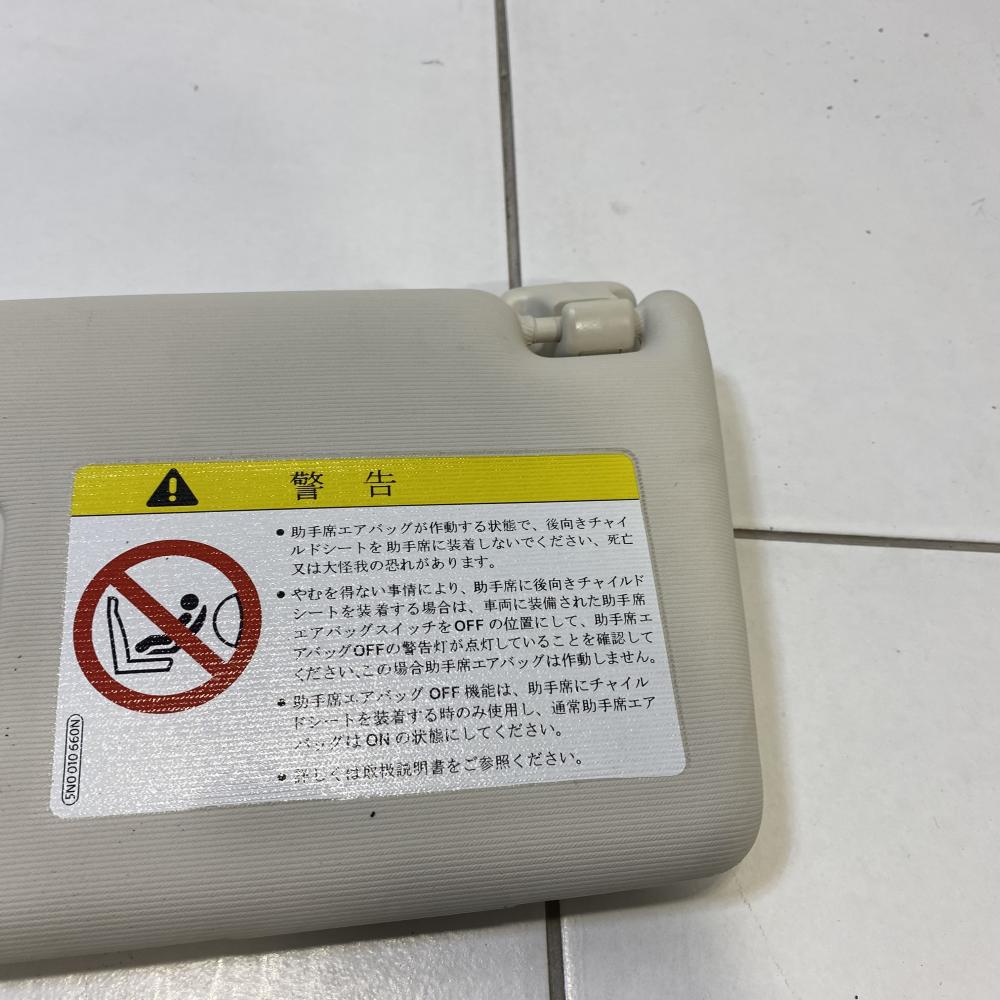 警 告
● 助手席エアバッグが作動する状態で、後向きチャイ
ルドシートを助手席に装着しないでください、死亡
又は大怪我の恐れがあります。
● やむを得ない事情により、助手席に後向きチャイルド
シートを装着する場合は、車両に装備された助手席
エアバッグスイッチをOFFの位置にして、助手席エ
アバッグOFFの警告灯が点灯していることを確認して
ください、この場合助手席エアバッグは作動しません。
● 助手席エアバッグ OFF 機能は、助手席にチャイル
ドシートを装着する時のみ使用し、通常助手席エア
バッグは ON の状態にしてください。
● 詳しくは取扱説明書をご参照ください。
5N0 010 660N